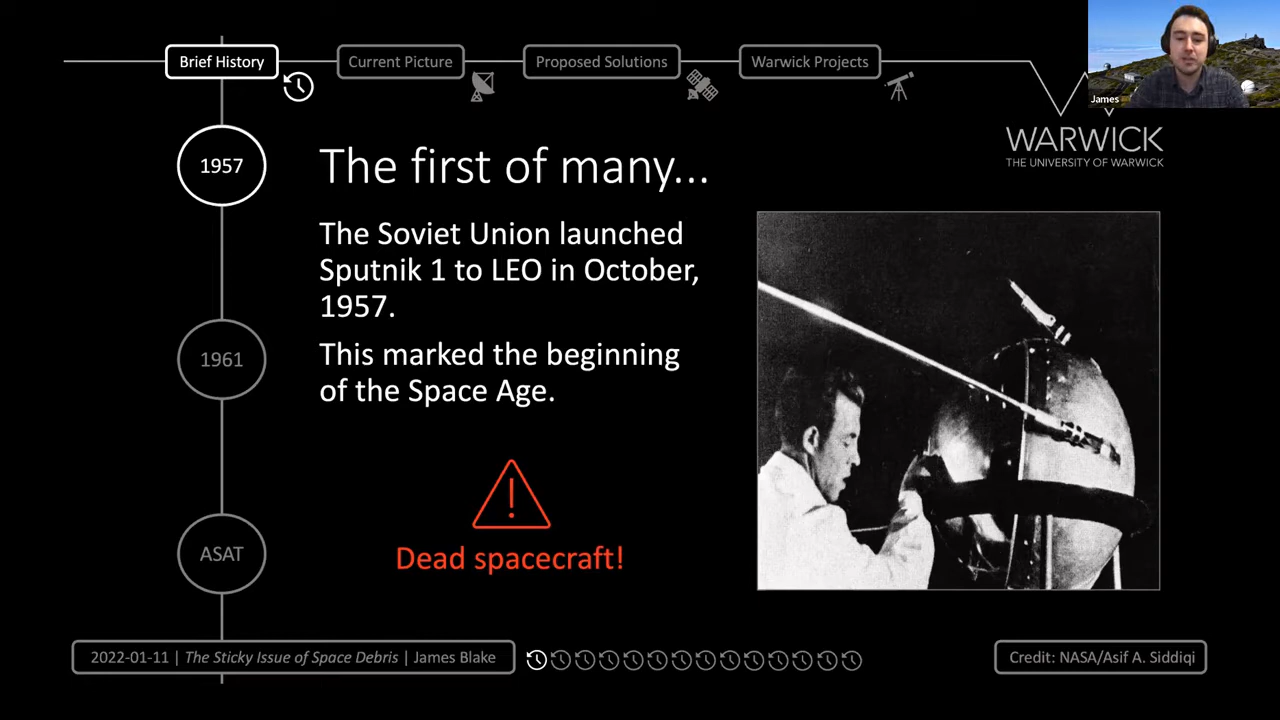 Brief History
Current Picture
Proposed Solutions
Warwick Projects
James
WARWICK
THE UNIVERSITY OF WARWICK
1957
The first of many...
The Soviet Union launched
Sputnik 1 to LEO in October,
1957.
This marked the beginning
of the Space Age.
1961
!
Dead spacecraft!
ASAT
2022-01-11 | The Sticky Issue of Space Debris | James Blake
Credit: NASA/Asif A. Siddiqi